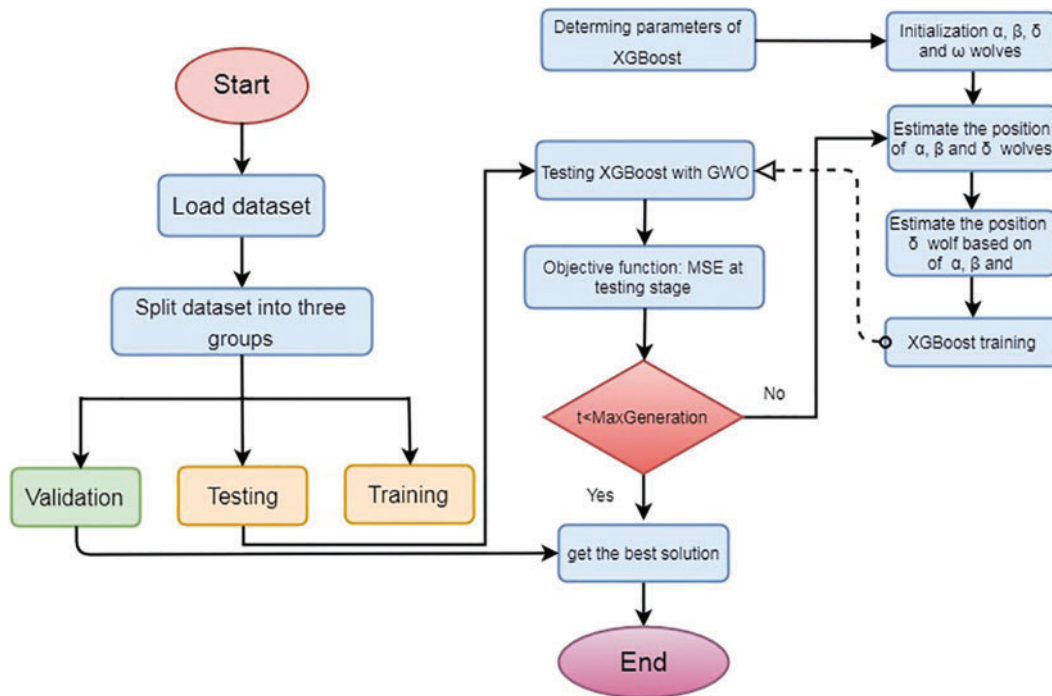 Start
Load dataset
Split dataset into three
groups
Validation
Testing
Training
Determing parameters of
XGBoost
Initialization α, β, δ
and ω wolves
Estimate the position
of α, β and δ wolves
Estimate the position
δ wolf based on
of α, β and
XGBoost training
Testing XGBoost with GWO
Objective function: MSE at
testing stage
t<MaxGeneration
No
Yes
get the best solution
End